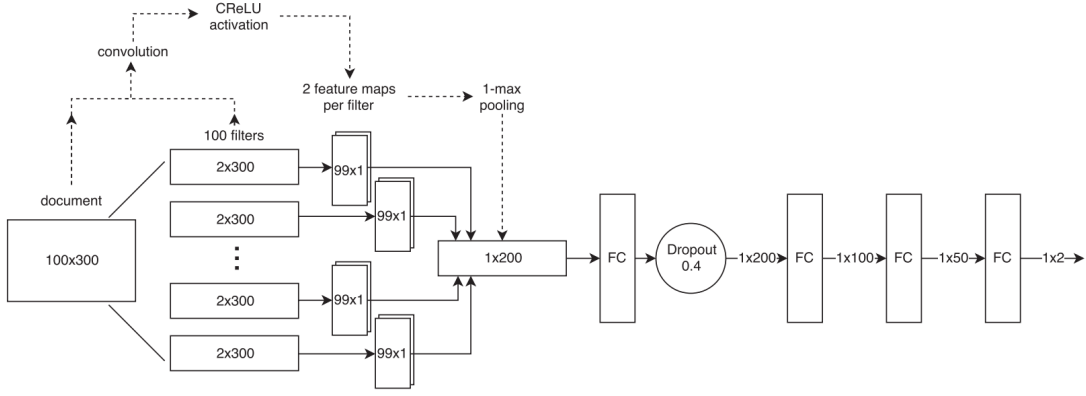 CReLU
activation
convolution
2 feature maps
per filter
1-max
pooling
100 filters
document
100x300
2x300
2x300
2x300
2x300
99x1
99x1
99x1
99x1
1x200
FC
Dropout
0.4
1x200
FC
1x100
FC
1x50
FC
1x2